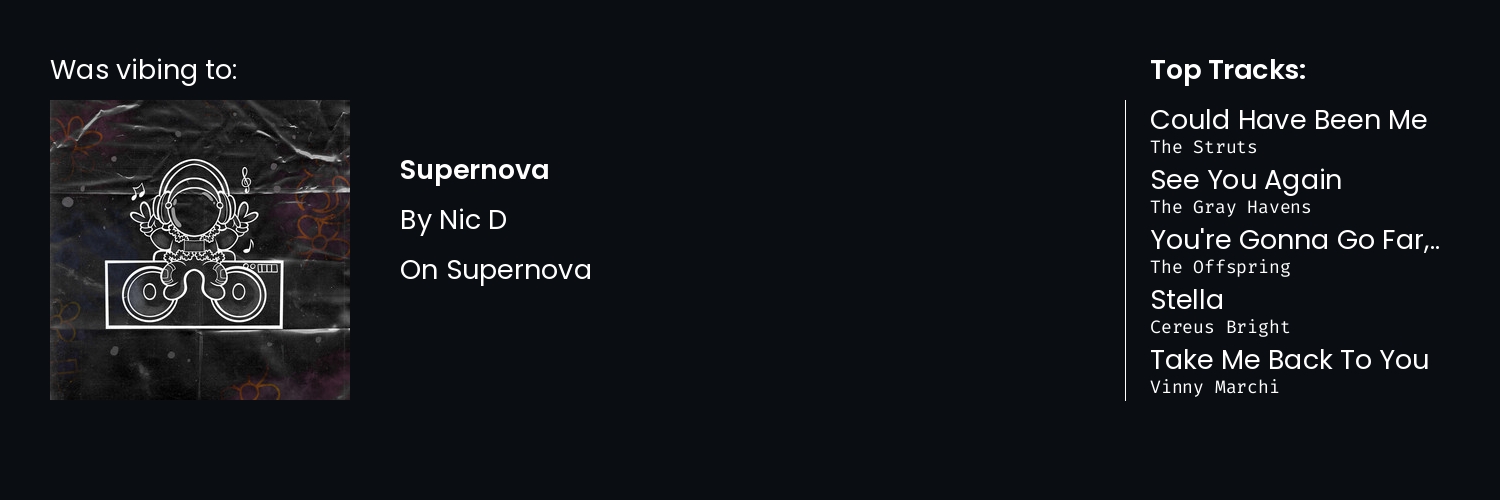 Was vibing to:
Supernova
By Nic D
On Supernova
Top Tracks:
Could Have Been Me
The Struts
See You Again
The Gray Havens
You're Gonna Go Far,..
The Offspring
Stella
Cereus Bright
Take Me Back To You
Vinny Marchi